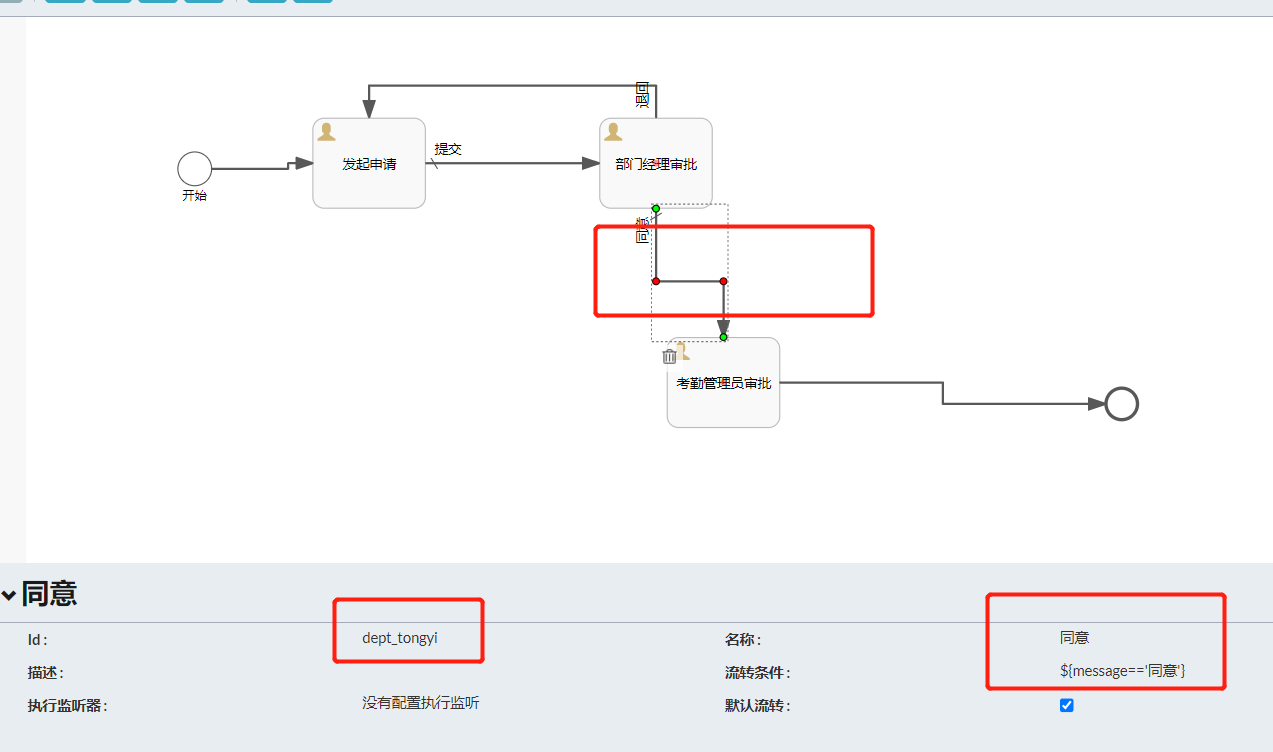 退回
提交
发起申请
部门经理审批
开始
同意
考勤管理员审批
同意
Id :
dept_tongyi
名称 :
同意
描述 :
流转条件 :
${message=='同意'}
执行监听器 :
没有配置执行监听
默认流转 :